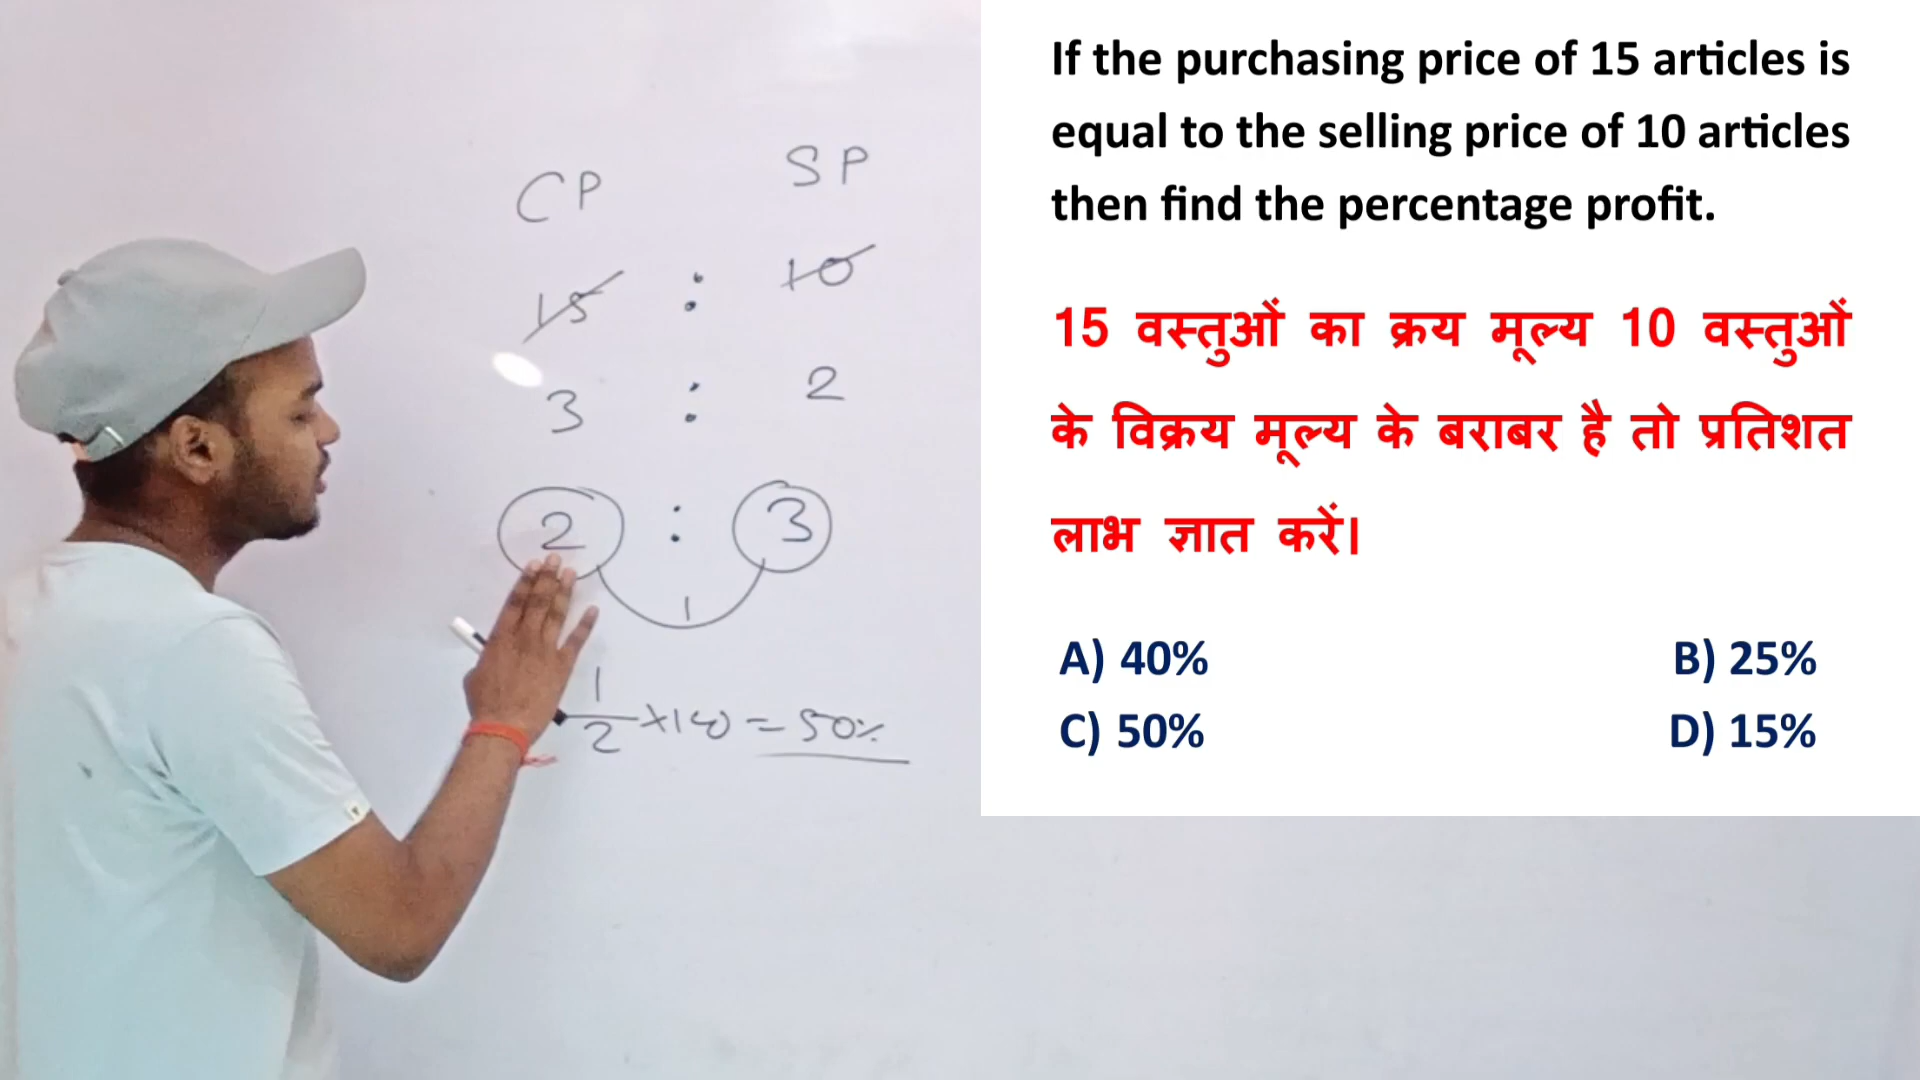 CP SP
15 : 10
3 : 2
2 : 3
1
1/2 ×100 = 50%
If the purchasing price of 15 articles is
equal to the selling price of 10 articles
then find the percentage profit.
15 वस्तुओं का क्रय मूल्य 10 वस्तुओं
के विक्रय मूल्य के बराबर है तो प्रतिशत
लाभ ज्ञात करें।
A) 40% B) 25%
C) 50% D) 15%